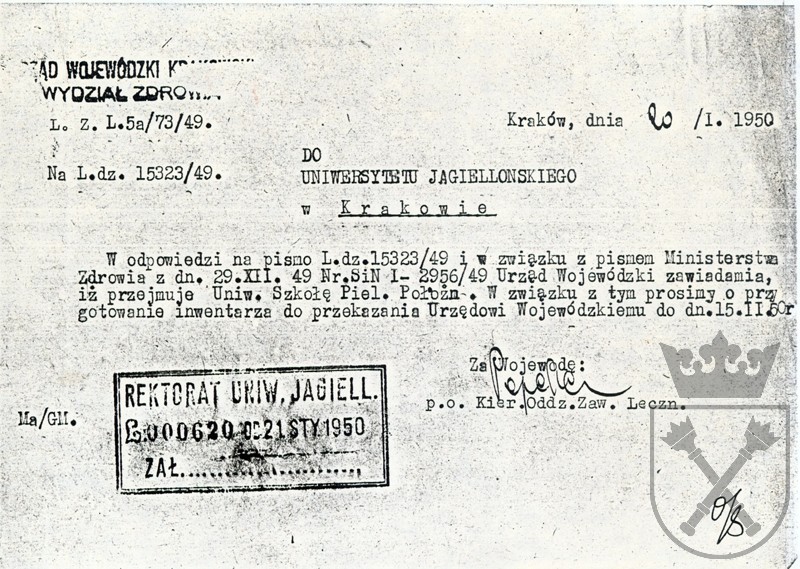 RZĄD WOJEWÓDZKI KRAKOWSKI
WYDZIAŁ ZDROWIA
L. Z. L.5a/73/49.
Kraków, dnia 20 /I. 1950
Na L.dz. 15323/49.
DO
UNIWERSYTETU JAGIELLONSKIEGO
w Krakowie
W odpowiedzi na pismo L.dz.15323/49 i w związku z pismem Ministerstwa
Zdrowia z dn. 29.XII. 49 Nr.SiN I- 2956/49 Urząd Wojewódzki zawiadamia,
iż przejmuje Uniw. Szkołę Piel. Położn. W związku z tym prosimy o przy
gotowanie inwentarza do przekazania Urzędowi Wojewódzkiemu do dn.15.II.50r
Za Wojewodę:
p.o. Kier.Oddz.Zaw. Leczn.
Ma/GM.
REKTORAT UNIW. JAGIELL.
L 000620 21 STY 1950
ZAŁ.